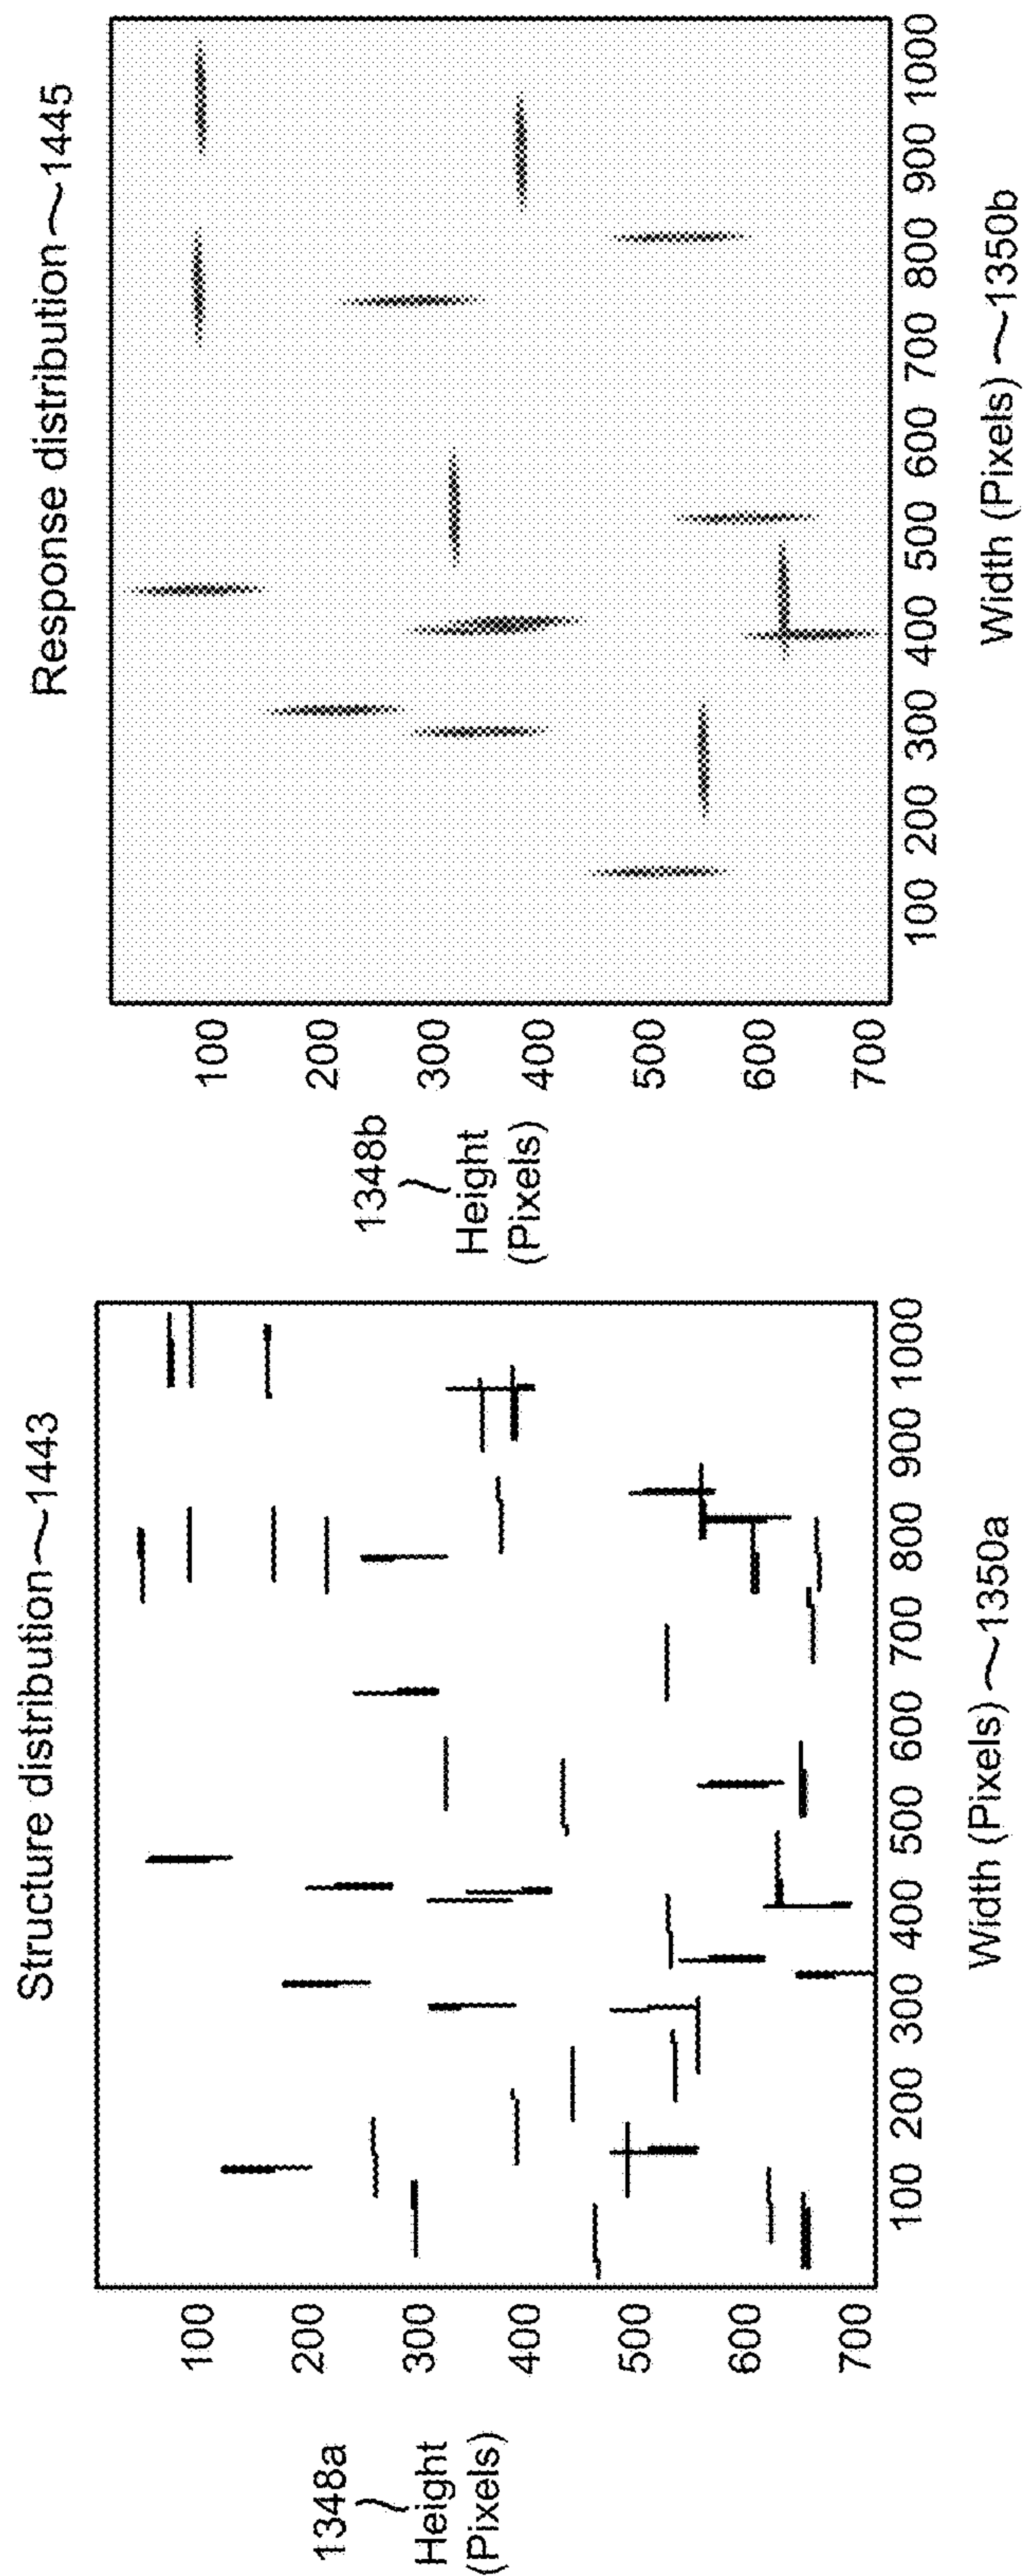 Structure distribution~1443
1348a
~
Height
(Pixels)
100
200
300
400
500
600
700
100 200 300 400 500 600 700 800 900 1000
Width (Pixels)~1350a
Response distribution~1445
1348b
~
Height
(Pixels)
100
200
300
400
500
600
700
100 200 300 400 500 600 700 800 900 1000
Width (Pixels)~1350b